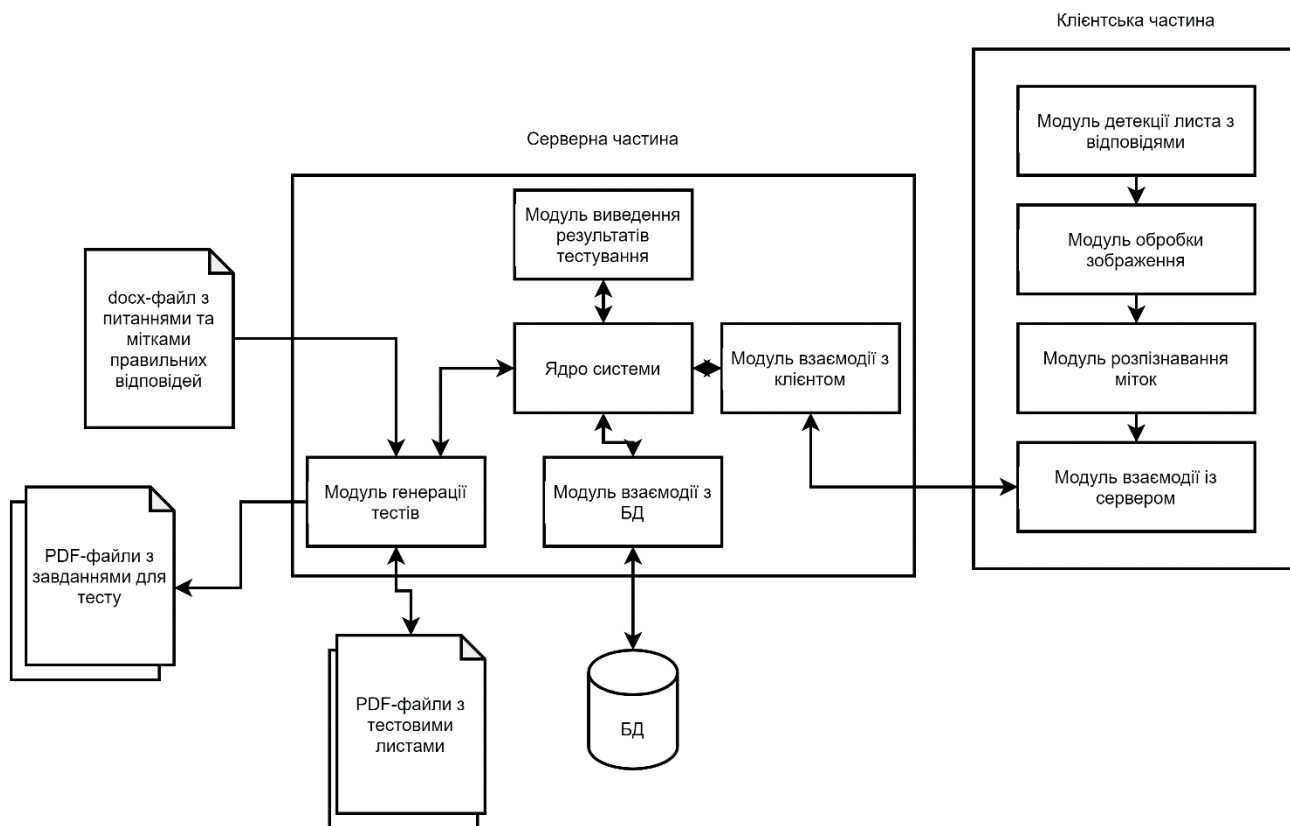 Клієнтська частина
Модуль детекції листа з
відповідями
Серверна частина
Модуль виведення
результатів
тестування
Модуль обробки
зображення
docx-файл з
питаннями та
мітками
правильних
відповідей
Ядро системи
Модуль взаємодії з
клієнтом
Модуль розпізнавання
міток
Модуль генерації
тестів
Модуль взаємодії з
БД
Модуль взаємодії із
сервером
PDF-файли з
завданнями для
тесту
PDF-файли з
тестовими
листами
БД